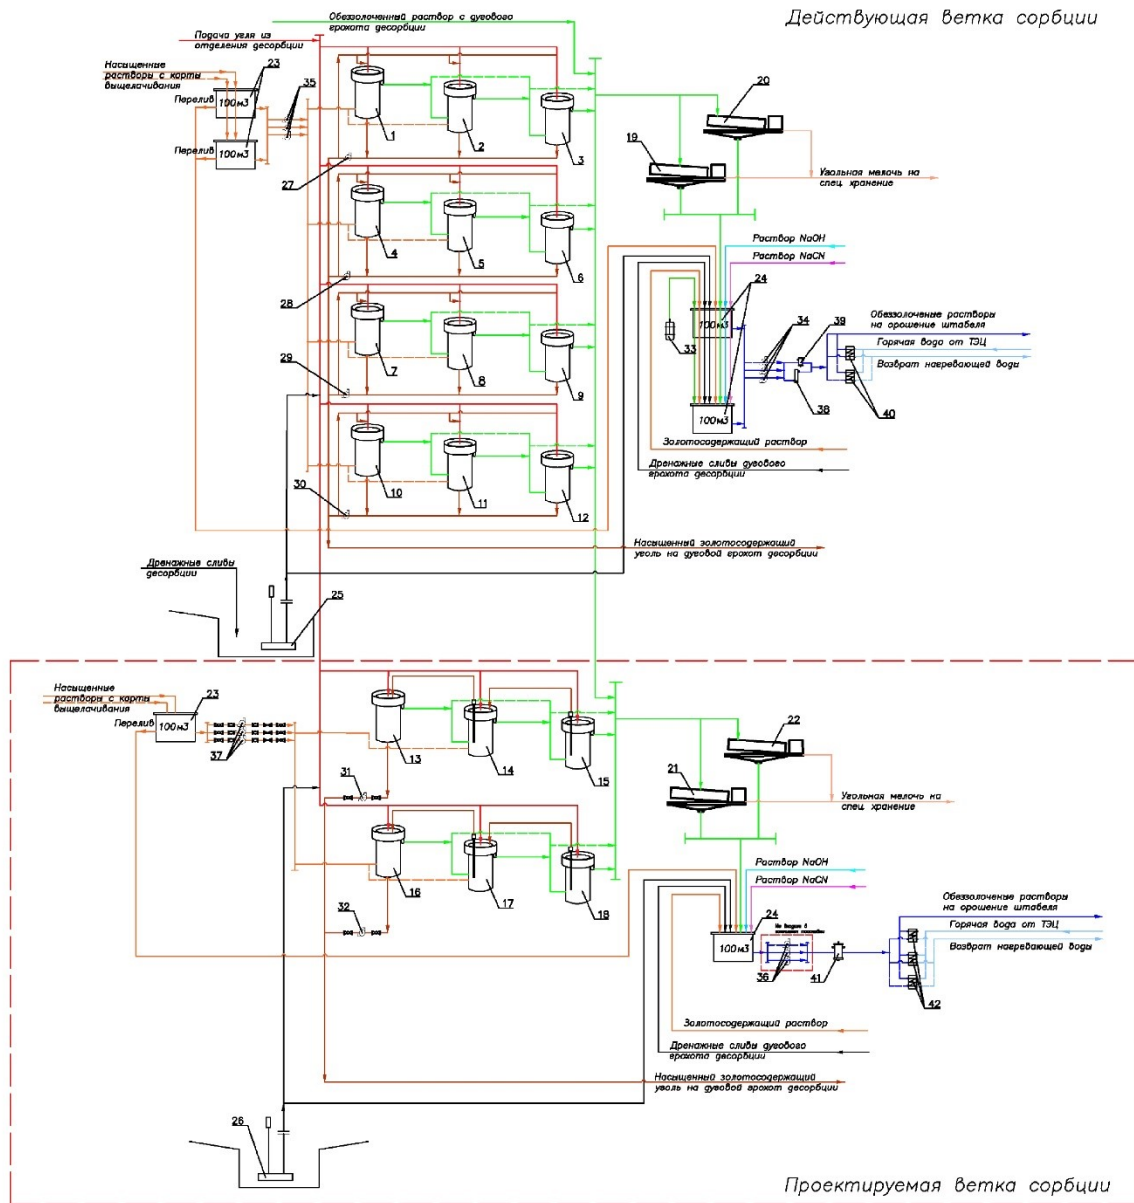 Действующая ветка сорбции
Обеззолоченный раствор с дугового
грохота десорбции
Подача угля из
отделения десорбции
Насыщенные
растворы с карты
выщелачивания
23
35
Перелив
100м3
Перелив
100м3
1
2
3
27
20
19
Угольная мелочь на
спец. хранение
4
5
6
28
Раствор NaOH
Раствор NaCN
24
100м3
33
34
39
38
40
Обеззолоченые растворы
на орошение штабеля
Горячая вода от ТЭЦ
Возврат нагревающей воды
7
8
9
29
100м3
Золотосодержащий раствор
Дренажные сливы дугового
грохота десорбции
10
11
12
30
Насыщенный золотосодержащий
уголь на дуговой грохот десорбции
Дренажные сливы
десорбции
25
Насыщенные
растворы с карты
выщелачивания
23
Перелив
100м3
37
13
14
15
31
22
21
Угольная мелочь на
спец. хранение
16
17
18
32
Раствор NaOH
Раствор NaCN
24
100м3
36
41
42
Обеззолоченые растворы
на орошение штабеля
Горячая вода от ТЭЦ
Возврат нагревающей воды
Золотосодержащий раствор
Дренажные сливы дугового
грохота десорбции
Насыщенный золотосодержащий
уголь на дуговой грохот десорбции
26
Проектируемая ветка сорбции